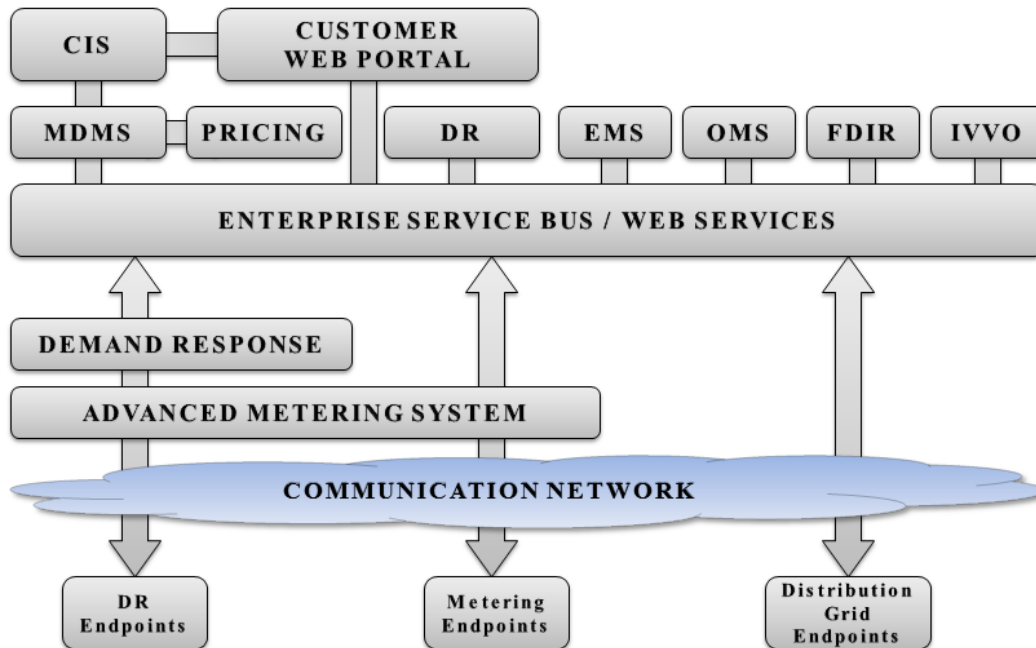 CIS
CUSTOMER
WEB PORTAL
MDMS
PRICING
DR
EMS
OMS
FDIR
IVVO
ENTERPRISE SERVICE BUS / WEB SERVICES
DEMAND RESPONSE
ADVANCED METERING SYSTEM
COMMUNICATION NETWORK
DR
Endpoints
Metering
Endpoints
Distribution
Grid
Endpoints